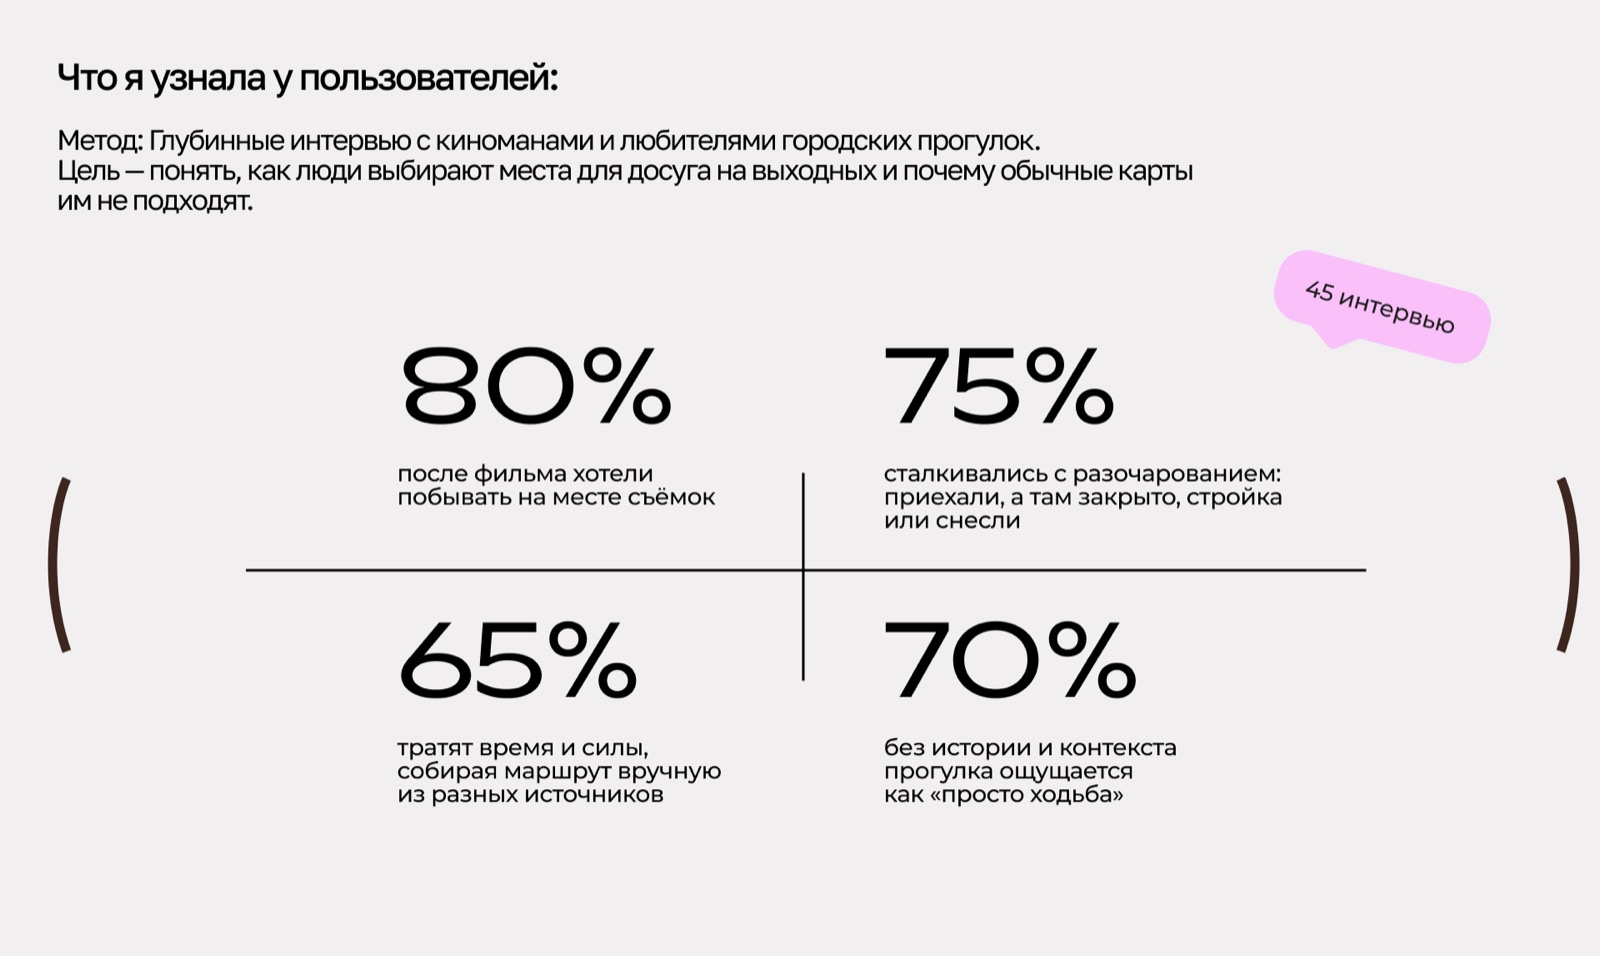 Что я узнала у пользователей:
Метод: Глубинные интервью с киноманами и любителями городских прогулок.
Цель — понять, как люди выбирают места для досуга на выходных и почему обычные карты
им не подходят.
45 интервью
80%
после фильма хотели
побывать на месте съёмок
75%
сталкивались с разочарованием:
приехали, а там закрыто, стройка
или снесли
65%
тратят время и силы,
собирая маршрут вручную
из разных источников
70%
без истории и контекста
прогулка ощущается
как «просто ходьба»